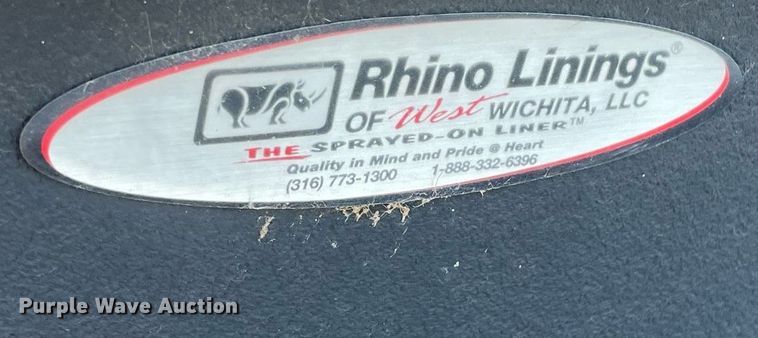 Rhino Linings®
OF West WICHITA, LLC
THE SPRAYED-ON LINER™
Quality in Mind and Pride @ Heart
(316) 773-1300 1-888-332-6396
Purple Wave Auction